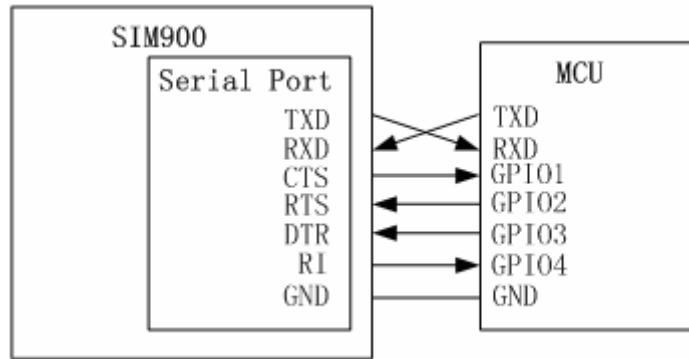 SIM900
Serial Port
MCU
TXD
RXD
CTS
RTS
DTR
RI
GND
TXD
RXD
GPIO1
GPIO2
GPIO3
GPIO4
GND